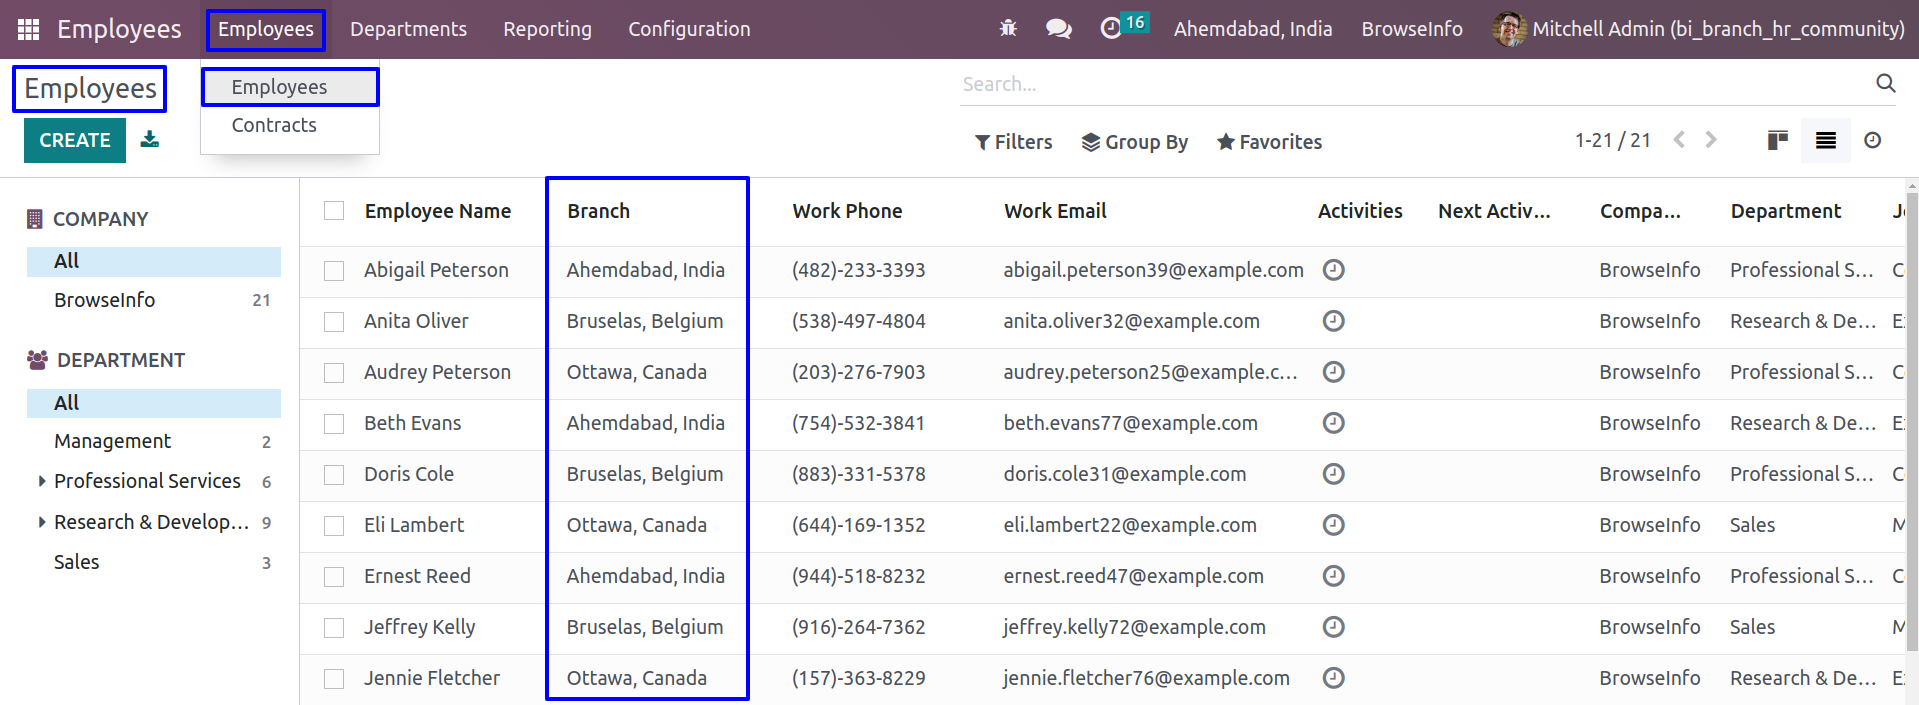 Employees Employees Departments Reporting Configuration 16 Ahemdabad, India BrowseInfo Mitchell Admin (bi_branch_hr_community)
Employees
Employees
Contracts
Search...
CREATE
Filters Group By Favorites 1-21 / 21
COMPANY
All
BrowseInfo 21
DEPARTMENT
All
Management 2
Professional Services 6
Research & Develop... 9
Sales 3
Employee Name Branch Work Phone Work Email Activities Next Activ... Compa... Department
Abigail Peterson Ahemdabad, India (482)-233-3393 abigail.peterson39@example.com BrowseInfo Professional S...
Anita Oliver Bruselas, Belgium (538)-497-4804 anita.oliver32@example.com BrowseInfo Research & De...
Audrey Peterson Ottawa, Canada (203)-276-7903 audrey.peterson25@example.c... BrowseInfo Professional S...
Beth Evans Ahemdabad, India (754)-532-3841 beth.evans77@example.com BrowseInfo Research & De...
Doris Cole Bruselas, Belgium (883)-331-5378 doris.cole31@example.com BrowseInfo Professional S...
Eli Lambert Ottawa, Canada (644)-169-1352 eli.lambert22@example.com BrowseInfo Sales
Ernest Reed Ahemdabad, India (944)-518-8232 ernest.reed47@example.com BrowseInfo Professional S...
Jeffrey Kelly Bruselas, Belgium (916)-264-7362 jeffrey.kelly72@example.com BrowseInfo Sales
Jennie Fletcher Ottawa, Canada (157)-363-8229 jennie.fletcher76@example.com BrowseInfo Research & De...